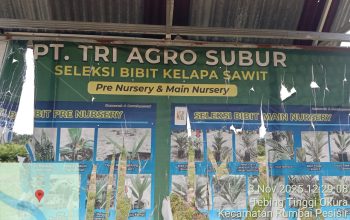 PT. TRI AGRO SUBUR
SELEKSI BIBIT KELAPA SAWIT
Pre Nursery & Main Nursery
SELEKSI BIBIT PRE NURSERY
SELEKSI BIBIT MAIN NURSERY
3 Nov 2025 12.29.08
Tebing Tinggi Okura
Kecamatan Rumbai Pesisir